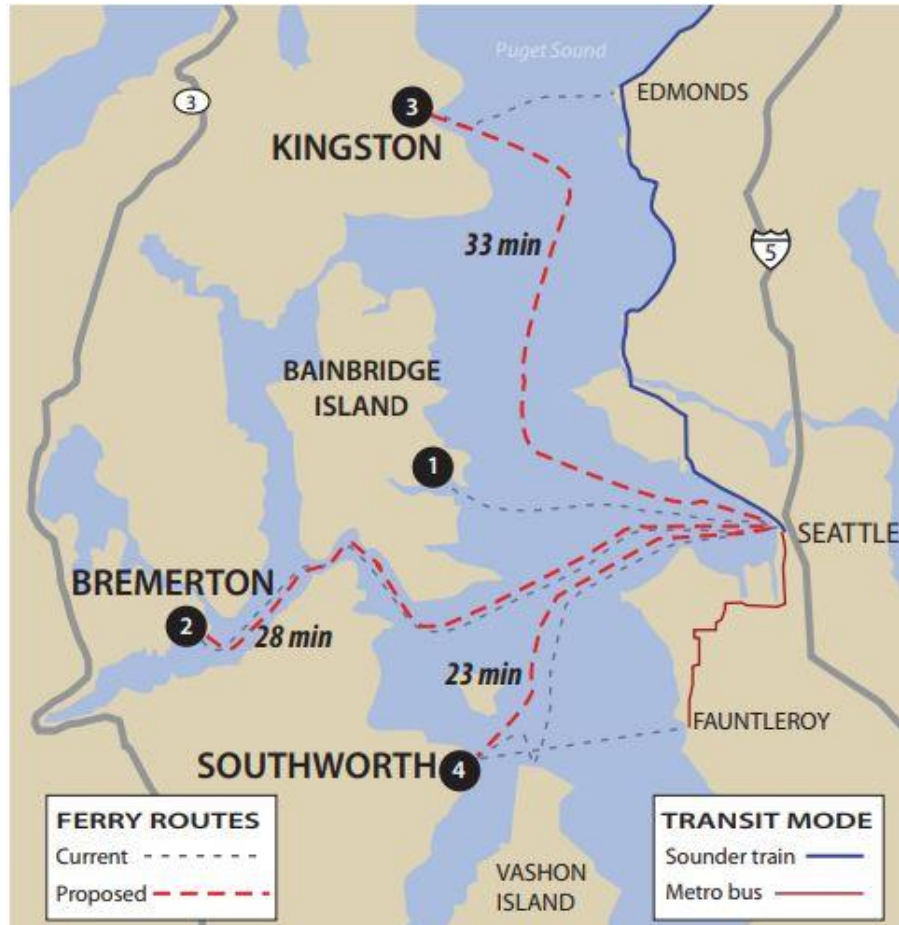 Puget Sound
EDMONDS
3
3
KINGSTON
33 min
5
BAINBRIDGE
ISLAND
1
SEATTLE
BREMERTON
2
28 min
23 min
FAUNTLEROY
SOUTHWORTH
4
FERRY ROUTES
Current
Proposed
VASHON
ISLAND
TRANSIT MODE
Sounder train
Metro bus